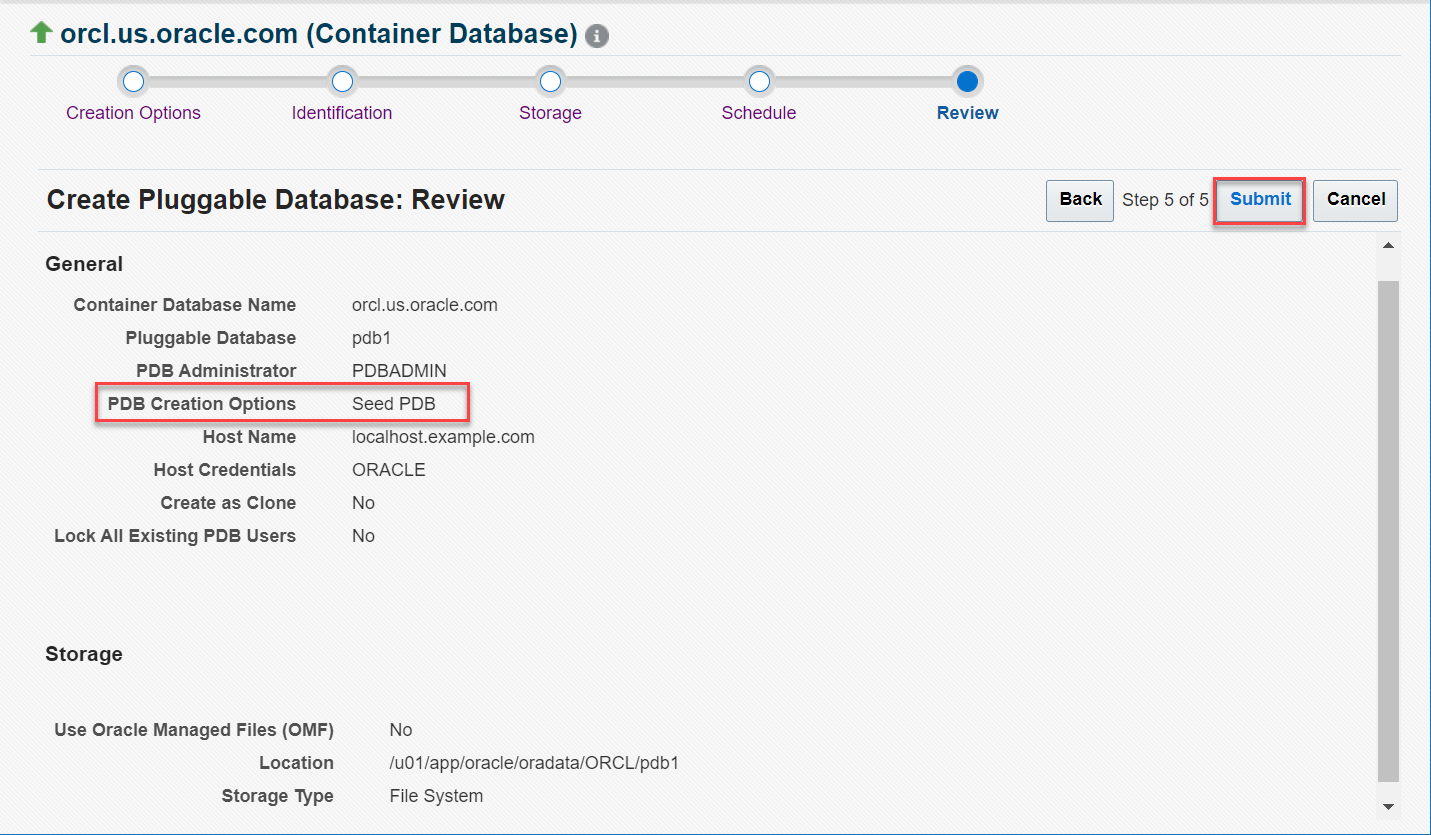 orcl.us.oracle.com (Container Database) i
Creation Options Identification Storage Schedule Review
Create Pluggable Database: Review Back Step 5 of 5 Submit Cancel
General
Container Database Name orcl.us.oracle.com
Pluggable Database pdb1
PDB Administrator PDBADMIN
PDB Creation Options Seed PDB
Host Name localhost.example.com
Host Credentials ORACLE
Create as Clone No
Lock All Existing PDB Users No
Storage
Use Oracle Managed Files (OMF) No
Location /u01/app/oracle/oradata/ORCL/pdb1
Storage Type File System